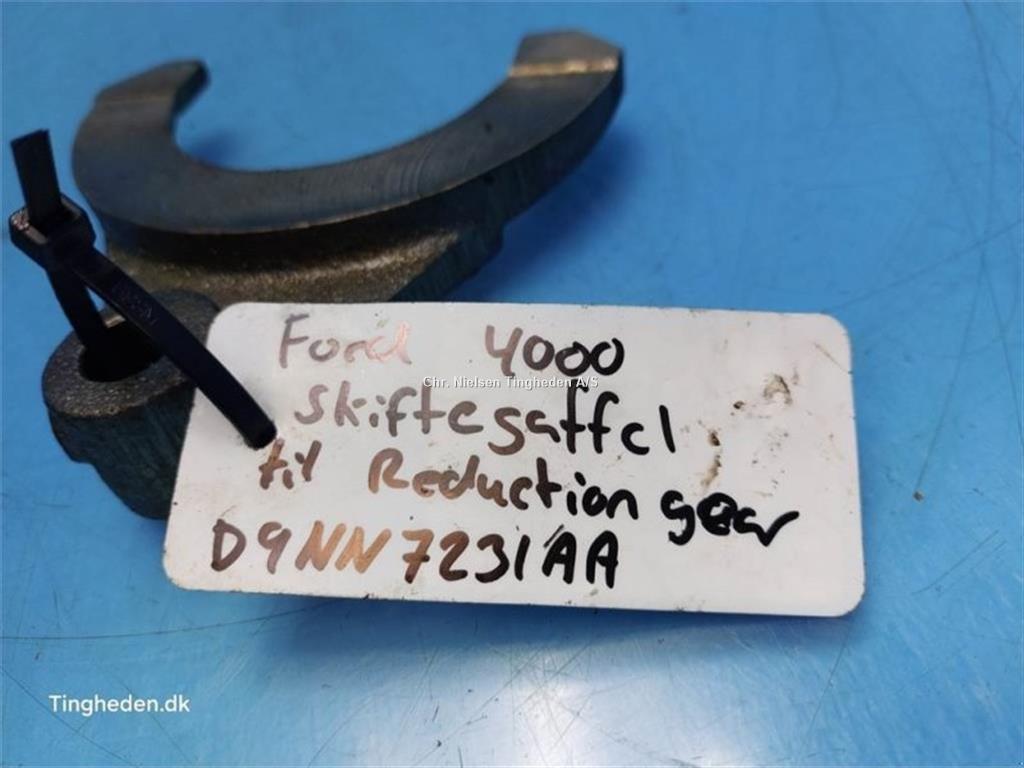 Ford 4000
Chr. Nielsen Tingheden A/S
skiftegaffel
til Reduction gear
D9NN7231AA
Tingheden.dk